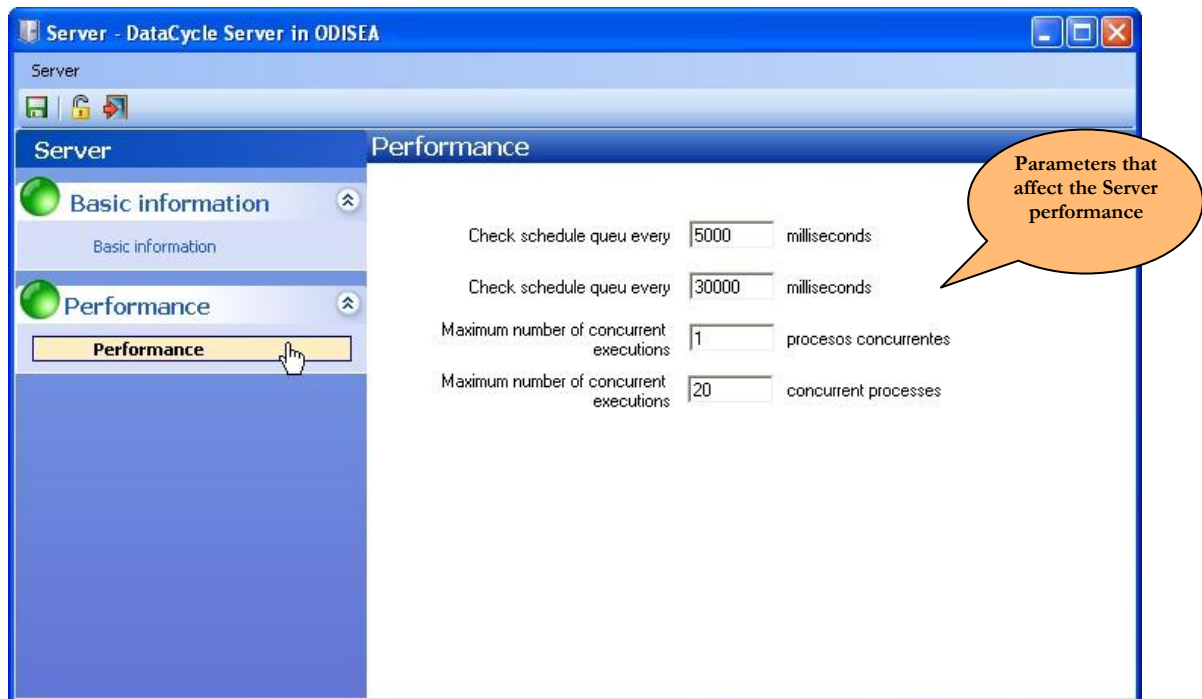 Server - DataCycle Server in ODISEA
Server
Server
Performance
Parameters that
affect the Server
performance
Basic information
Basic information
Performance
Performance
Check schedule queu every 5000 milliseconds
Check schedule queu every 30000 milliseconds
Maximum number of concurrent
executions 1 procesos concurrentes
Maximum number of concurrent
executions 20 concurrent processes